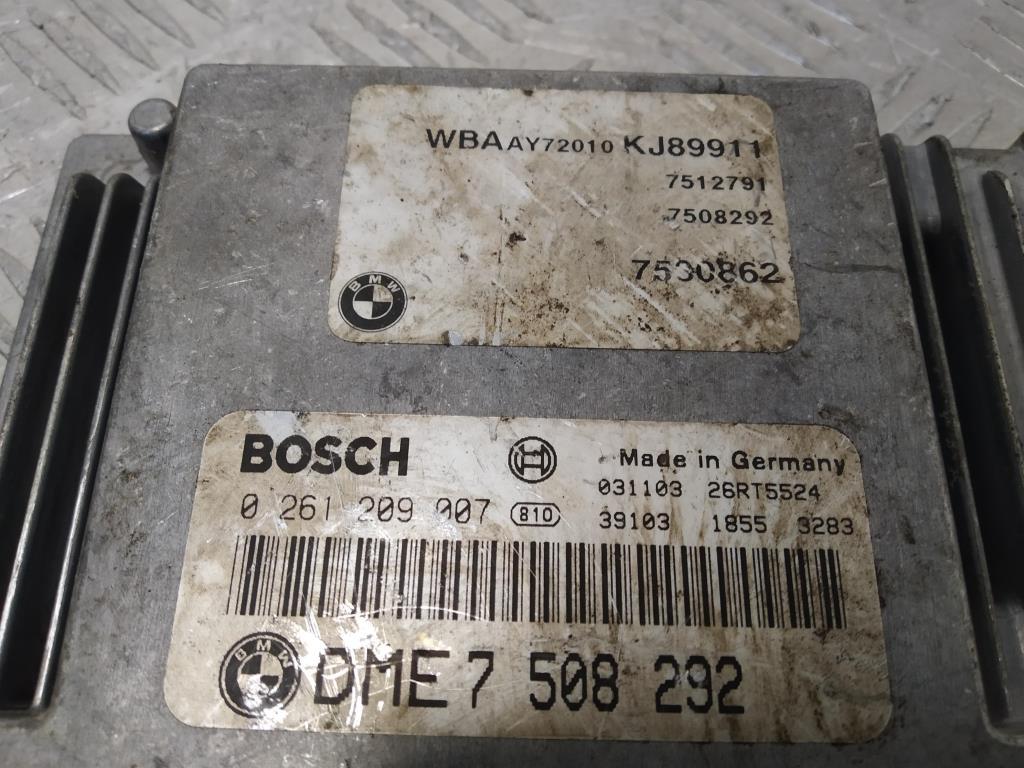 WBAAY72010 KJ89911
7512791
7508292
7500862
BMW
BOSCH
Made in Germany
0 261 209 007 810
031103 26RT5524
39103 1855 3283
BMW
DME 7 508 292